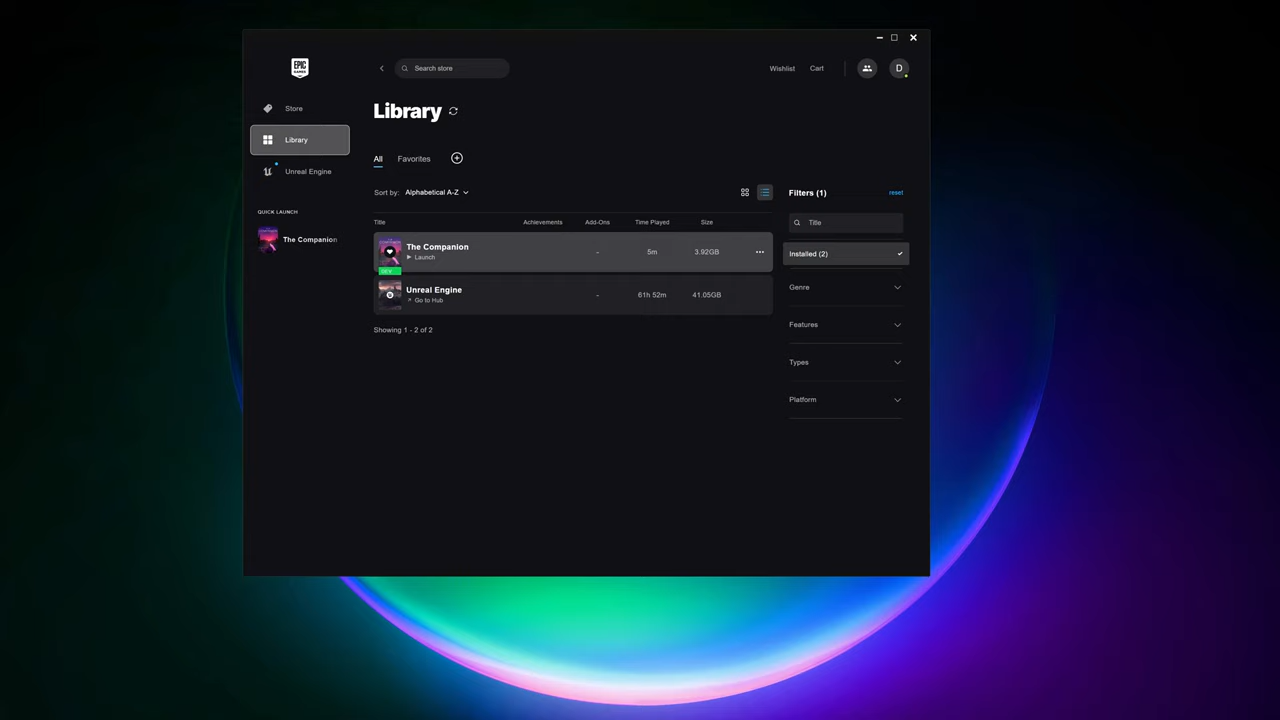 EPIC
GAMES
Search store
Wishlist
Cart
D
Store
Library
Unreal Engine
QUICK LAUNCH
The Companion
Library
All
Favorites
Sort by: Alphabetical A-Z
Title
Achievements
Add-Ons
Time Played
Size
The Companion
Launch
-
5m
3.92GB
DEV
Unreal Engine
Go to Hub
-
61h 52m
41.05GB
Showing 1 - 2 of 2
Filters (1)
reset
Title
Installed (2)
Genre
Features
Types
Platform